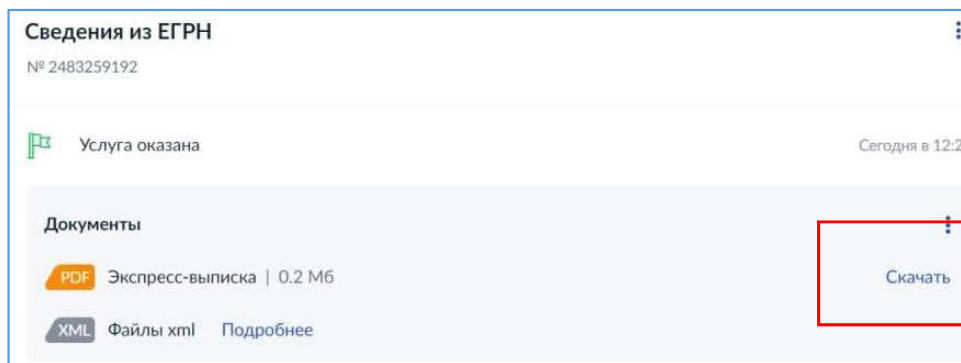 Сведения из ЕГРН
№ 2483259192
Услуга оказана
Сегодня в 12:2
Документы
PDF Экспресс-выписка | 0.2 Мб
Скачать
XML Файлы xml Подробнее